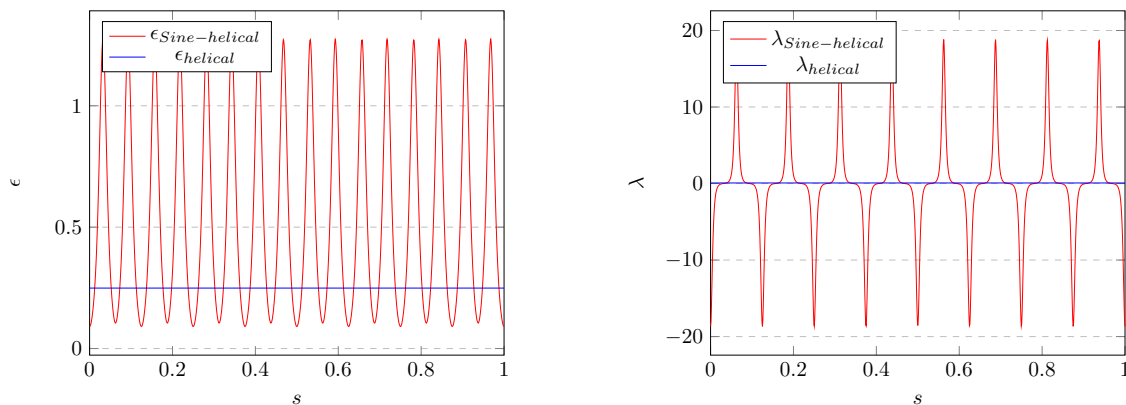 ϵ_{Sine−helical}
ϵ_{helical}
1
0.5
0
ϵ
0 0.2 0.4 0.6 0.8 1
s
λ_{Sine−helical}
λ_{helical}
20
10
0
−10
−20
λ
0 0.2 0.4 0.6 0.8 1
s